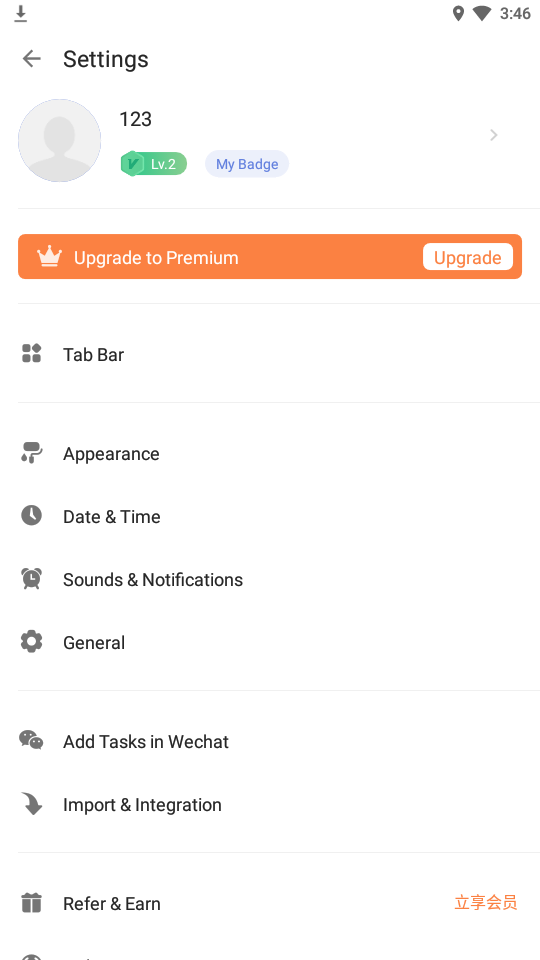 3:46
Settings
123
V Lv.2
My Badge
Upgrade to Premium
Upgrade
Tab Bar
Appearance
Date & Time
Sounds & Notifications
General
Add Tasks in Wechat
Import & Integration
Refer & Earn
立享会员